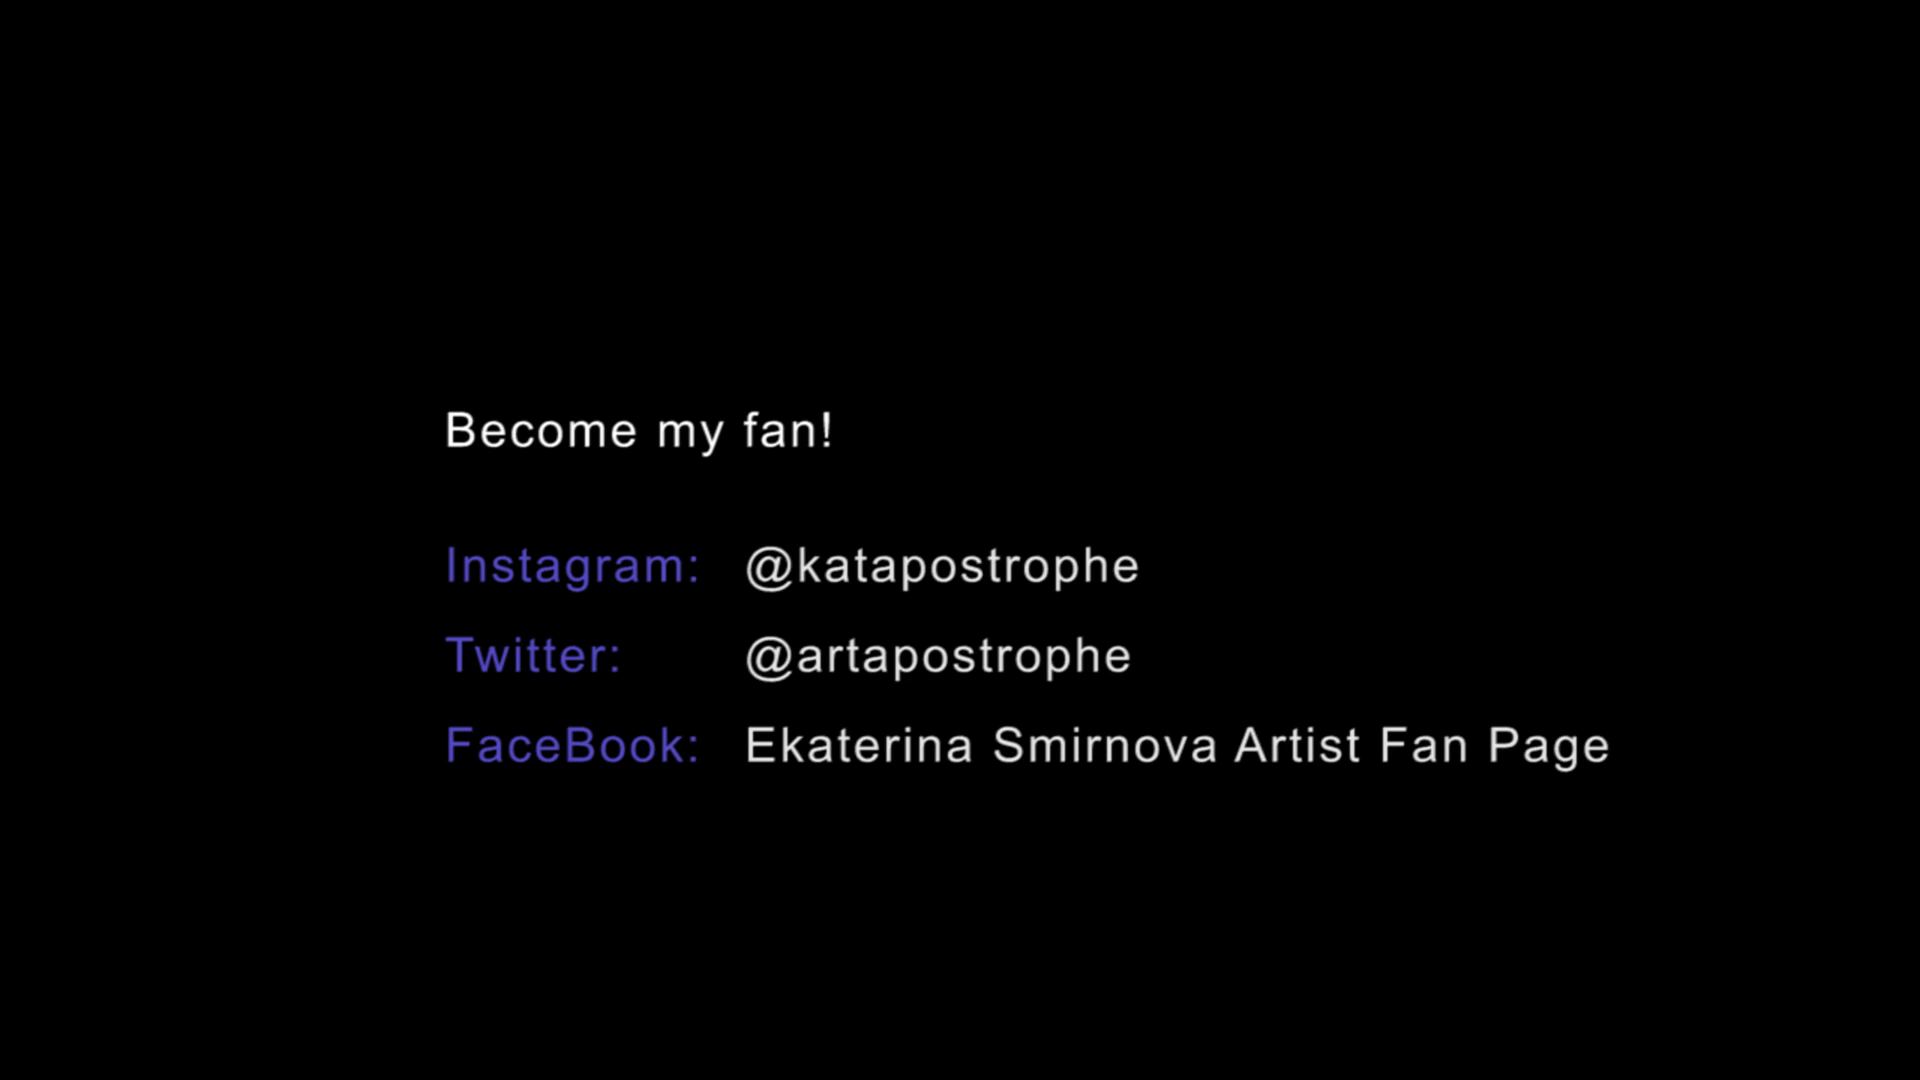 Become my fan!
Instagram: @katapostrophe
Twitter: @artapostrophe
FaceBook: Ekaterina Smirnova Artist Fan Page